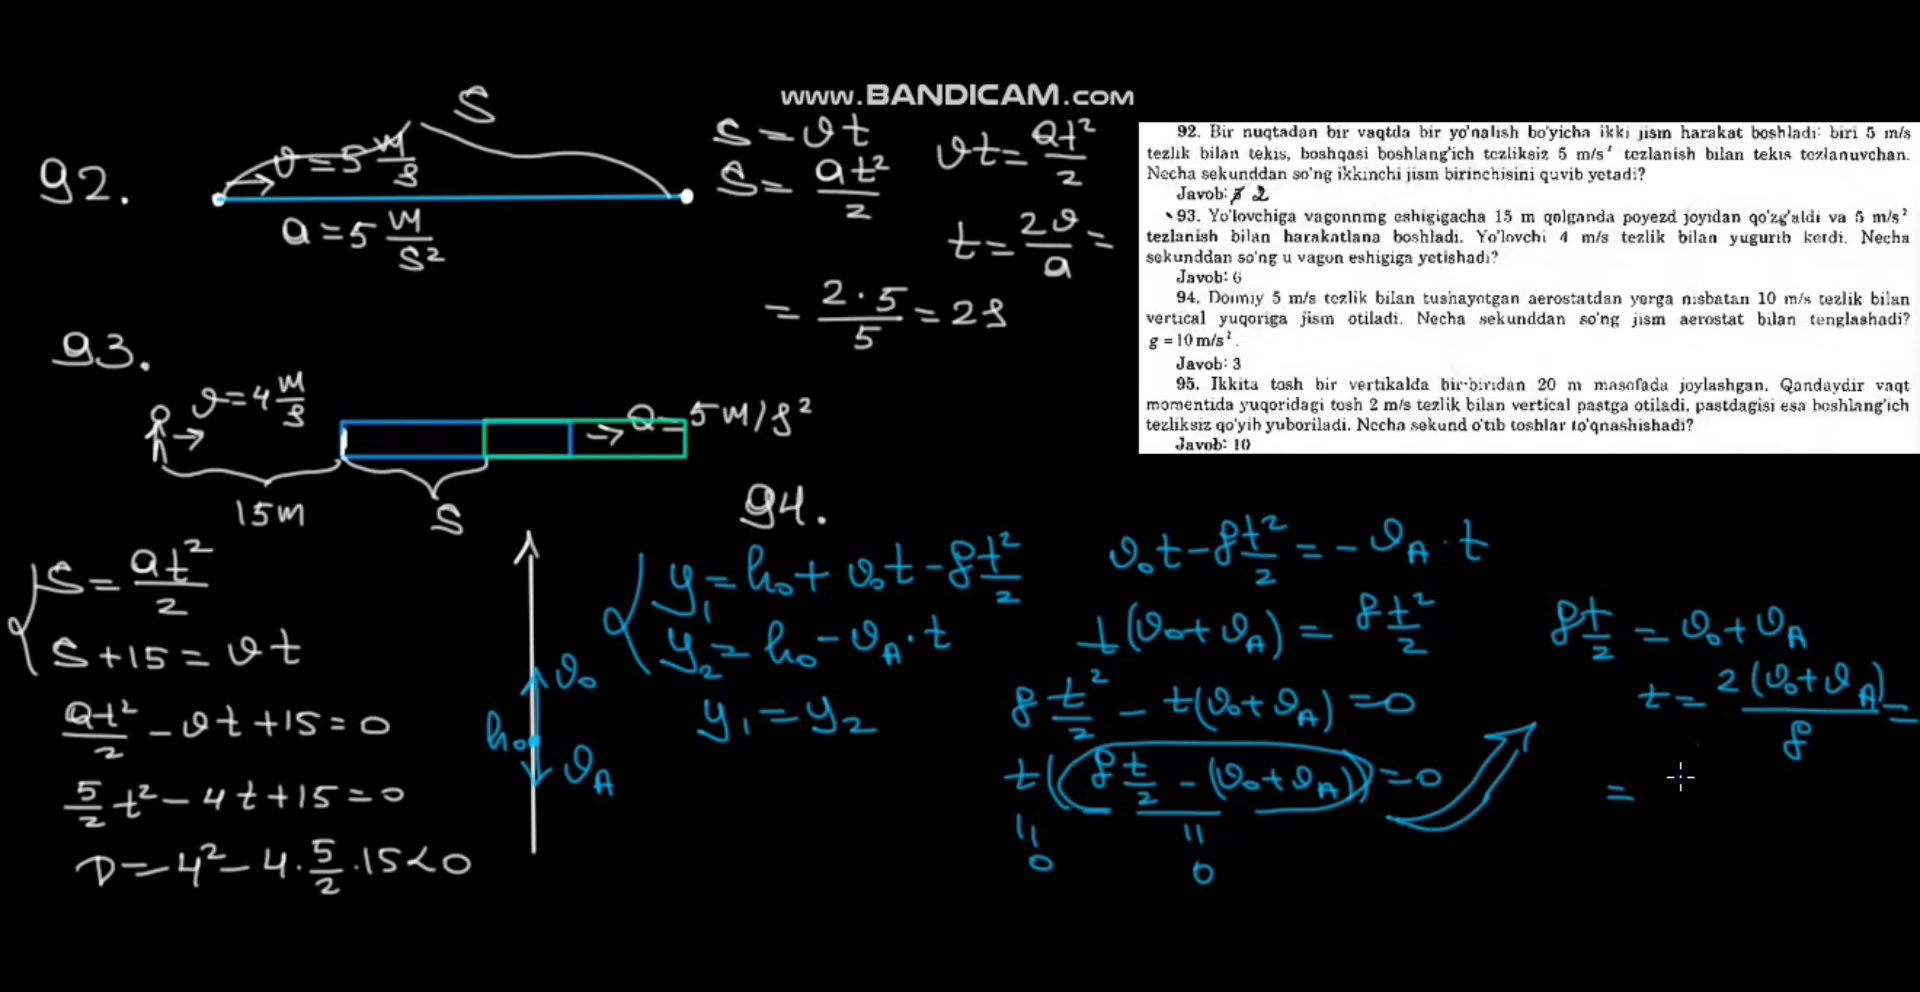 www.BANDICAM.com
92.
S
ϑ = 5 м/s
a = 5 м/s²
S = ϑt
S = at²/2
ϑt = at²/2
t = 2ϑ/a =
= 2·5/5 = 2s
92. Bir nuqtadan bir vaqtda bir yo'nalish bo'yicha ikki jism harakat boshladi: biri 5 m/s
tezlik bilan tekis, boshqasi boshlang'ich tezliksiz 5 m/s² tezlanish bilan tekis tezlanuvchan.
Necha sekunddan so'ng ikkinchi jism birinchisini quvib yetadi?
Javob: 2
93. Yo'lovchiga vagonning eshigigacha 15 m qolganda poyezd joyidan qo'zg'aldi va 5 m/s²
tezlanish bilan harakatlana boshladi. Yo'lovchi 4 m/s tezlik bilan yugurib ketdi. Necha
sekunddan so'ng u vagon eshigiga yetishadi?
Javob: 6
94. Doimiy 5 m/s tezlik bilan tushayotgan aerostatdan yerga nisbatan 10 m/s tezlik bilan
vertical yuqoriga jism otiladi. Necha sekunddan so'ng jism aerostat bilan tenglashadi?
g = 10 m/s².
Javob: 3
95. Ikkita tosh bir vertikalda bir-biridan 20 m masofada joylashgan. Qandaydir vaqt
momentida yuqoridagi tosh 2 m/s tezlik bilan vertical pastga otiladi, pastdagisi esa boshlang'ich
tezliksiz qo'yib yuboriladi. Necha sekund o'tib toshlar to'qnashishadi?
Javob: 10
93.
ϑ = 4 м/s
a = 5 м/s²
15м
S
S = at²/2
S + 15 = ϑt
at²/2 − ϑt + 15 = 0
5/2 t² − 4t + 15 = 0
D = 4² − 4·5/2·15 < 0
94.
ϑ₀
h₀
ϑA
y₁ = h₀ + ϑ₀t − gt²/2
y₂ = h₀ − ϑA·t
y₁ = y₂
ϑ₀t − gt²/2 = −ϑA·t
t(ϑ₀ + ϑA) = gt²/2
gt²/2 − t(ϑ₀ + ϑA) = 0
t(gt/2 − (ϑ₀ + ϑA)) = 0
= 0
= 0
gt/2 = ϑ₀ + ϑA
t = 2(ϑ₀ + ϑA)/g =
=